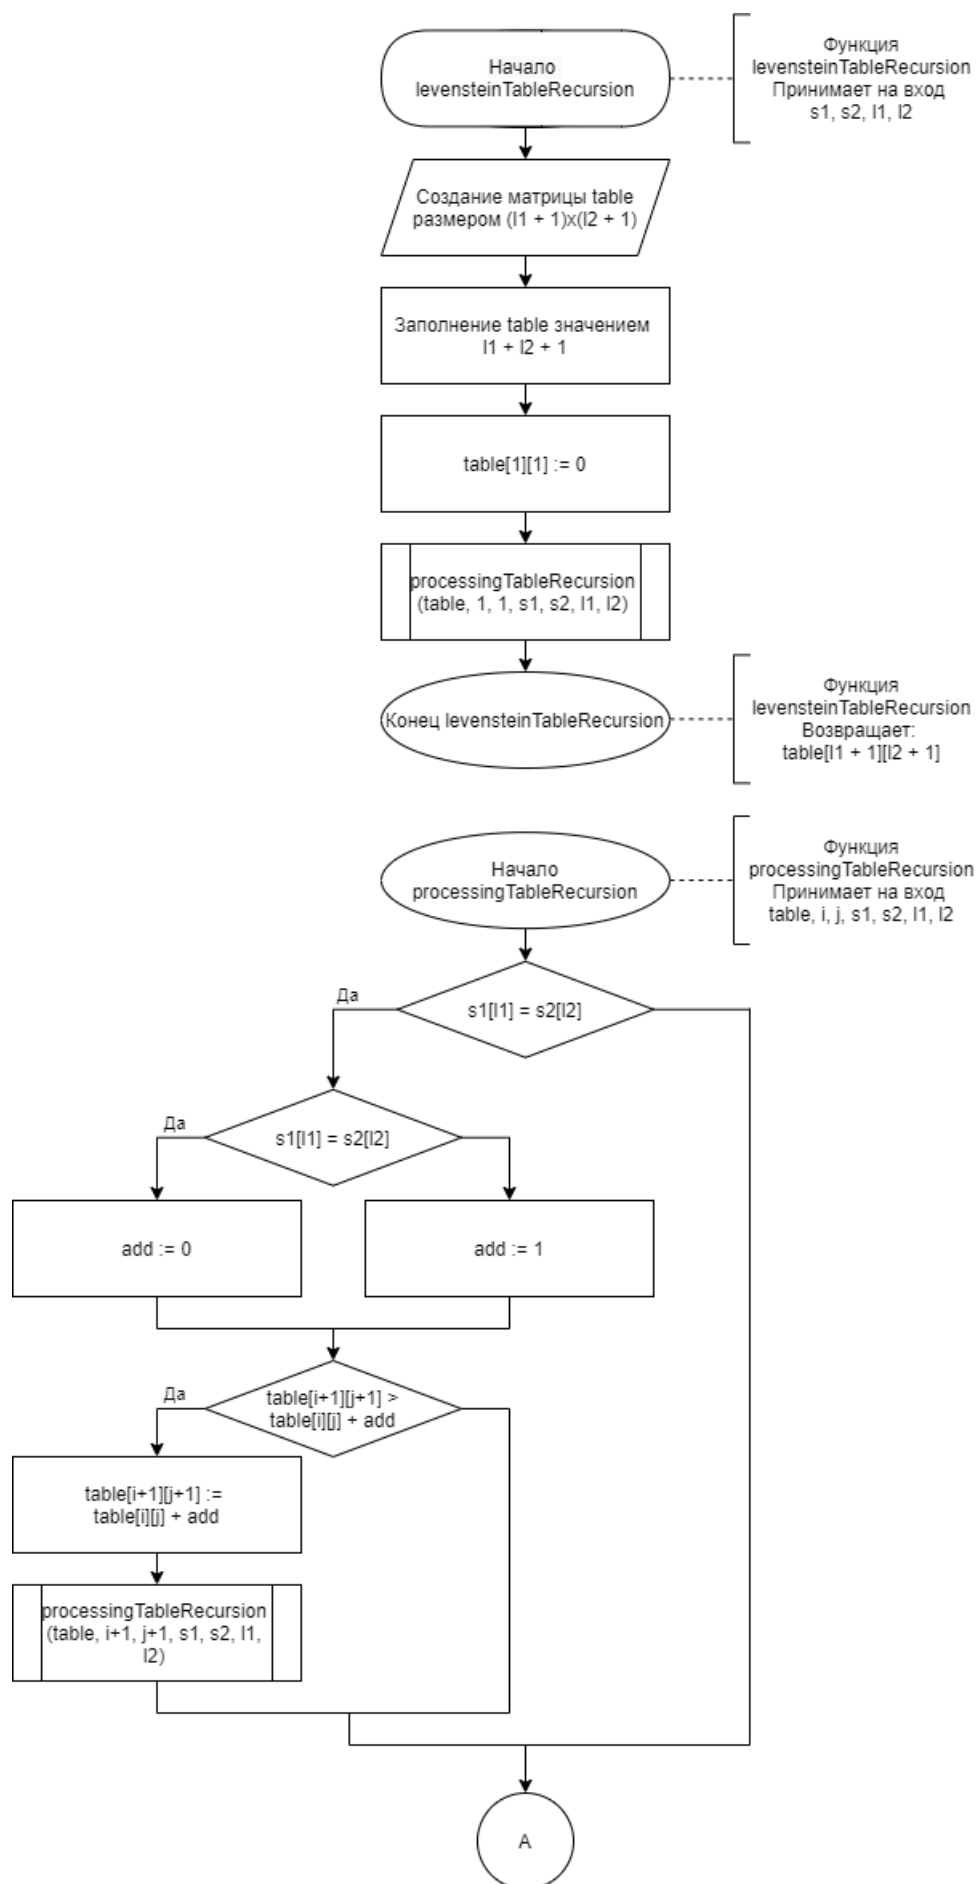 Начало
levensteinTableRecursion
Функция
levensteinTableRecursion
Принимает на вход
s1, s2, l1, l2
Создание матрицы table
размером (l1 + 1)x(l2 + 1)
Заполнение table значением
l1 + l2 + 1
table[1][1] := 0
processingTableRecursion
(table, 1, 1, s1, s2, l1, l2)
Конец levensteinTableRecursion
Функция
levensteinTableRecursion
Возвращает:
table[l1 + 1][l2 + 1]
Начало
processingTableRecursion
Функция
processingTableRecursion
Принимает на вход
table, i, j, s1, s2, l1, l2
s1[l1] = s2[l2]
Да
s1[l1] = s2[l2]
Да
add := 0
add := 1
table[i+1][j+1] >
table[i][j] + add
Да
table[i+1][j+1] :=
table[i][j] + add
processingTableRecursion
(table, i+1, j+1, s1, s2, l1,
l2)
A